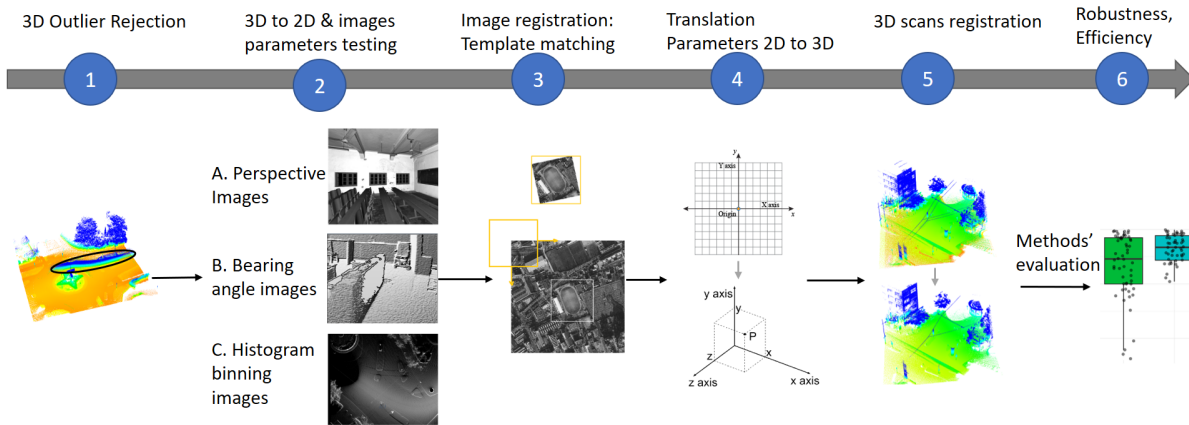 3D Outlier Rejection
3D to 2D & images
parameters testing
Image registration:
Template matching
Translation
Parameters 2D to 3D
3D scans registration
Robustness,
Efficiency
1
2
3
4
5
6
A. Perspective
Images
B. Bearing
angle images
C. Histogram
binning
images
y
Y axis
X axis
Origin
x
y axis
y
P
z
x
z axis
x axis
Methods'
evaluation